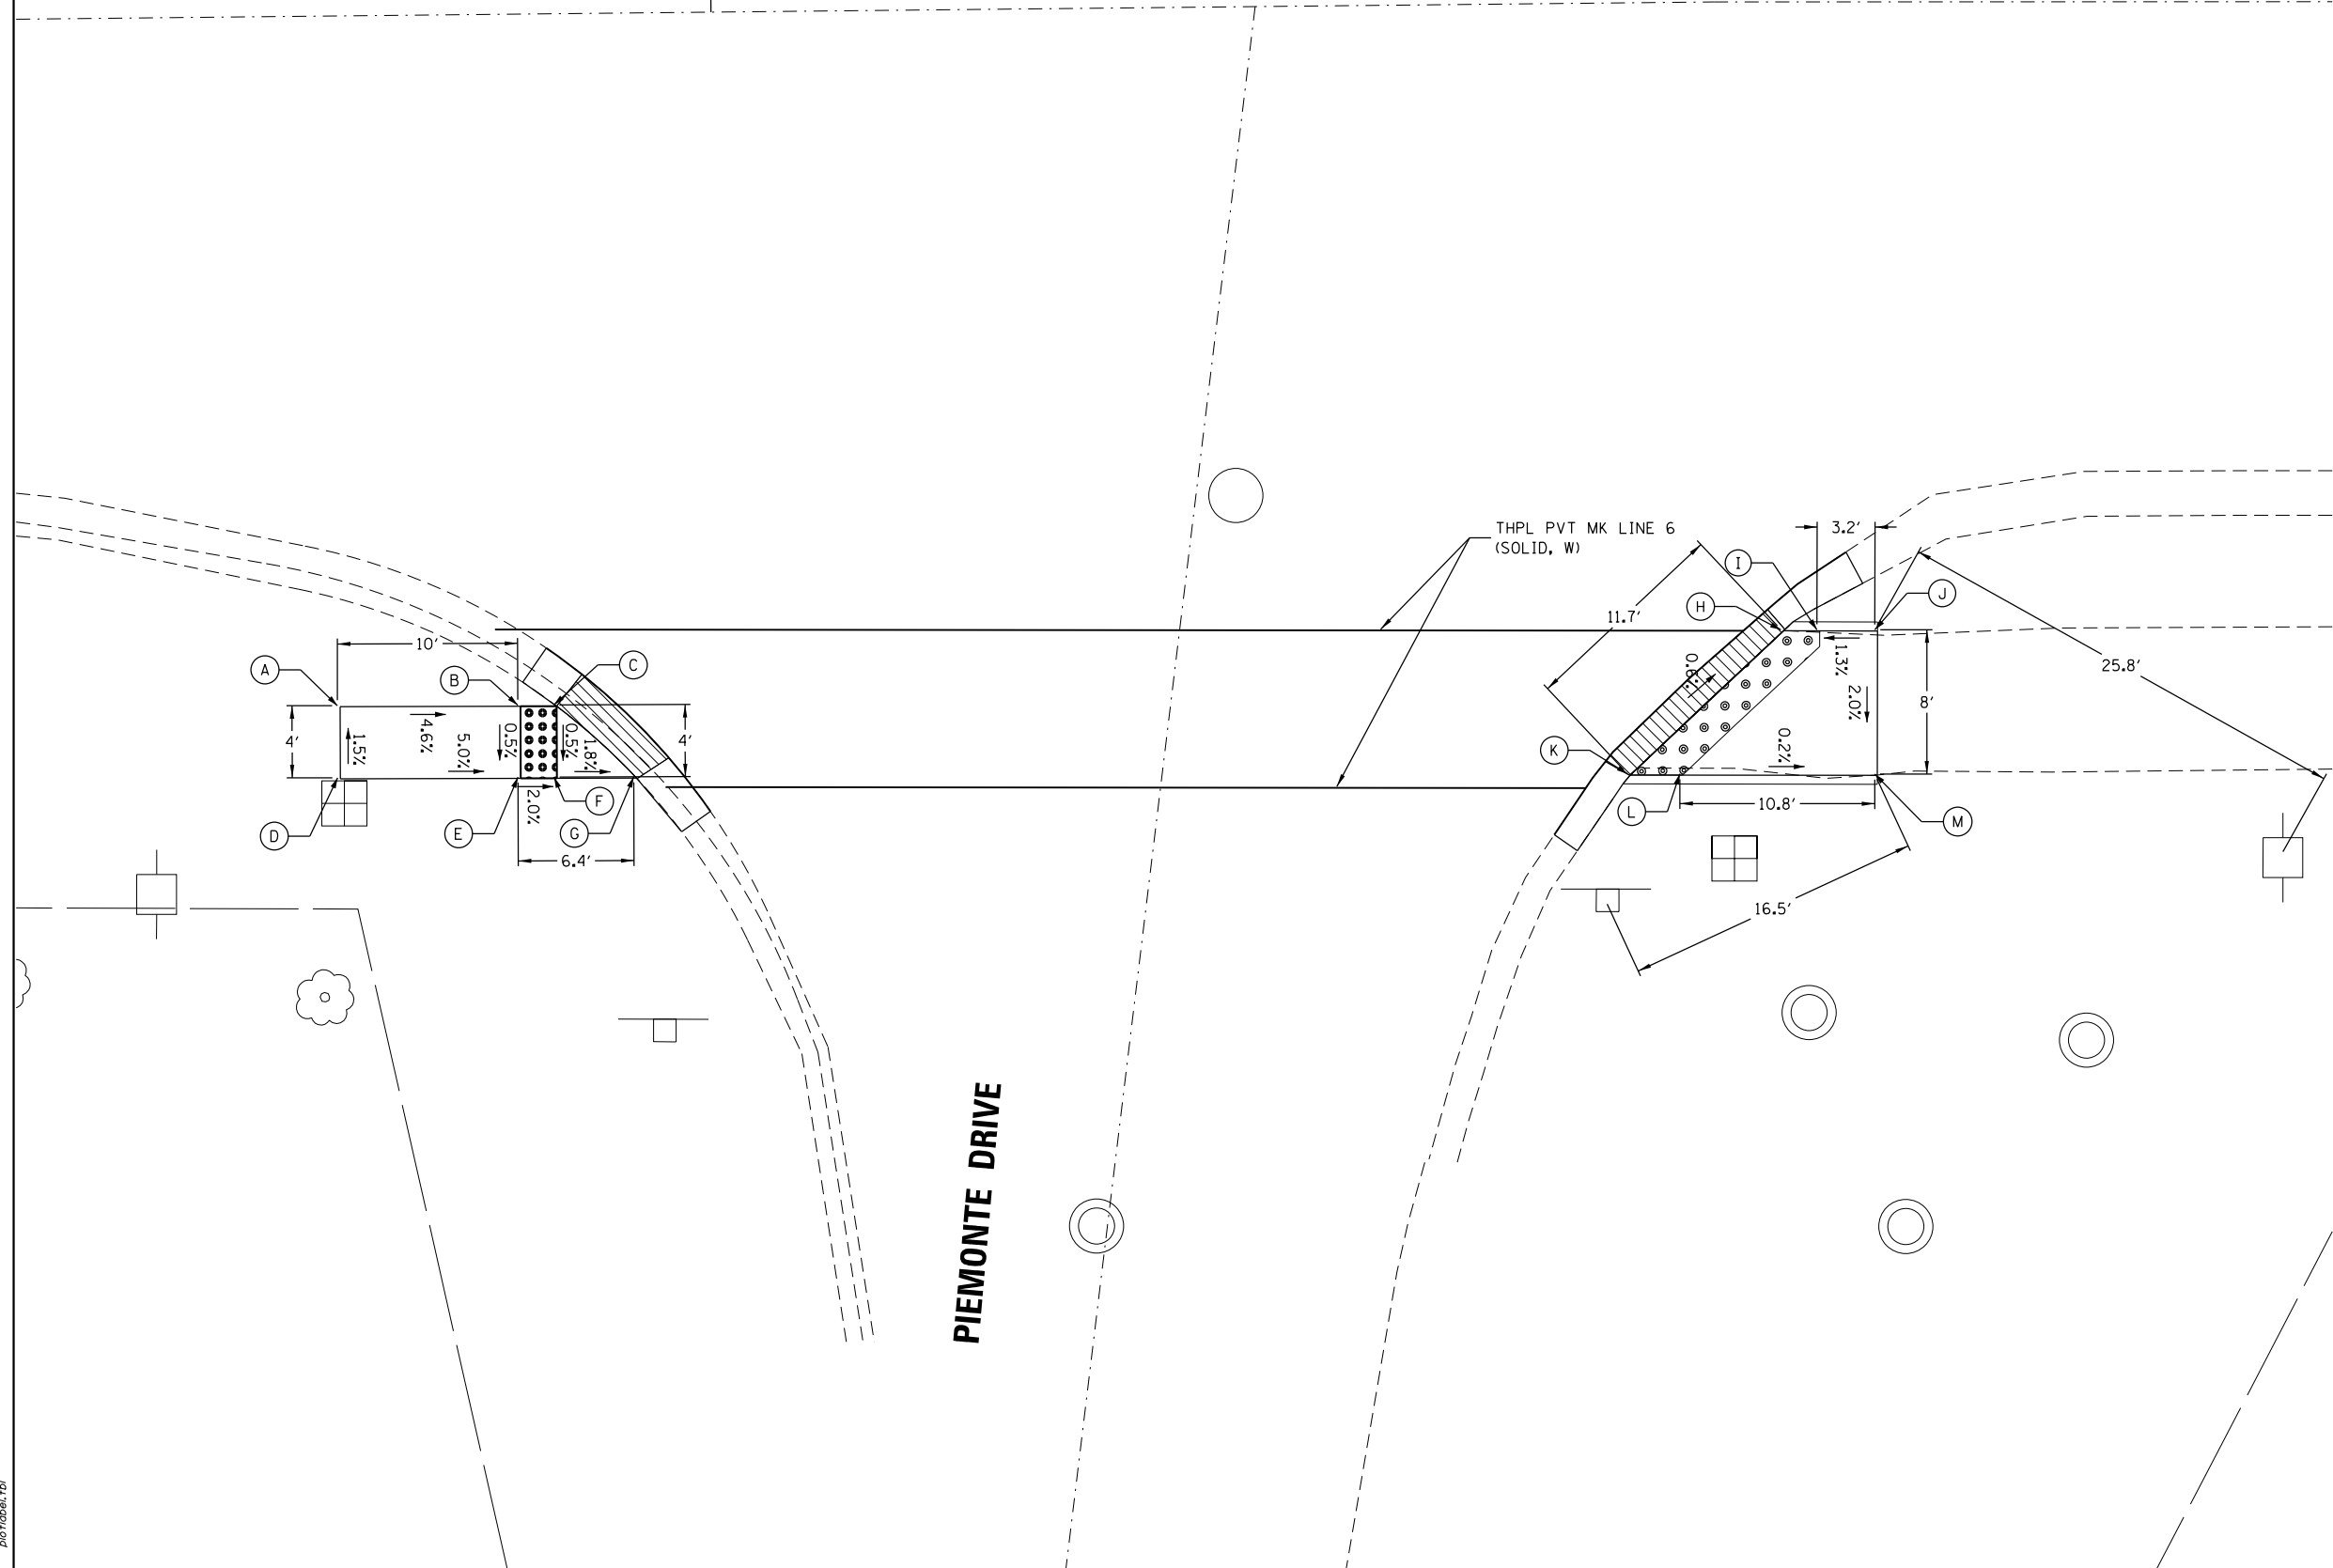 THPL PVT MK LINE 6
(SOLID, W)
3.2'
I
J
H
11.7'
A
10'
B
C
0.6%
1.3%
25.8'
2.0%
8'
4'
1.5%
4.6%
5.0%
0.5%
0.5%
1.8%
4'
K
0.2%
D
E
2.0%
F
G
6.4'
L
10.8'
M
16.5'
PIEMONTE DRIVE
plotlabel.tbl